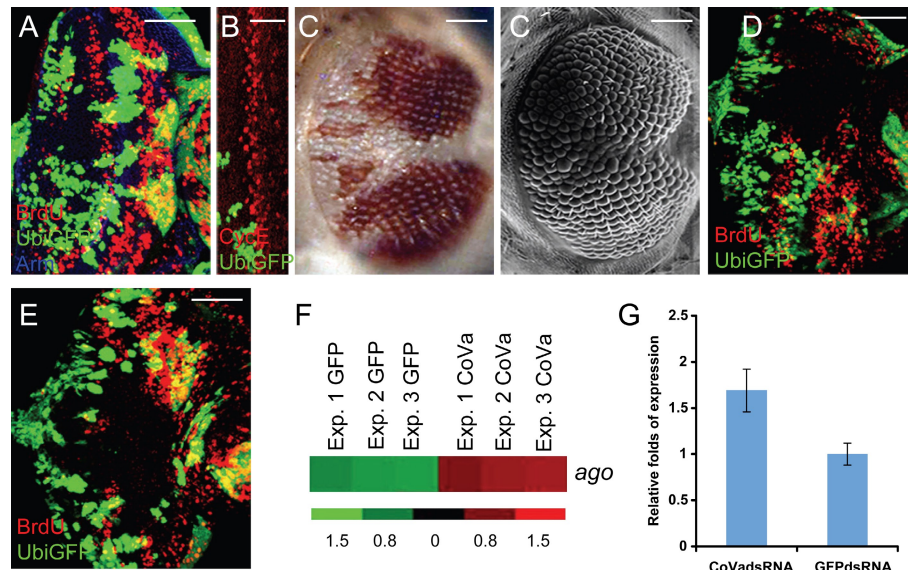 A
BrdU
UbiGFP
Arm
B
CycE
UbiGFP
C
C'
D
BrdU
UbiGFP
E
BrdU
UbiGFP
F
Exp. 1 GFP
Exp. 2 GFP
Exp. 3 GFP
Exp. 1 CoVa
Exp. 2 CoVa
Exp. 3 CoVa
ago
1.5 0.8 0 0.8 1.5
G
Relative folds of expression
2.5
2
1.5
1
0.5
0
CoVadsRNA GFPdsRNA